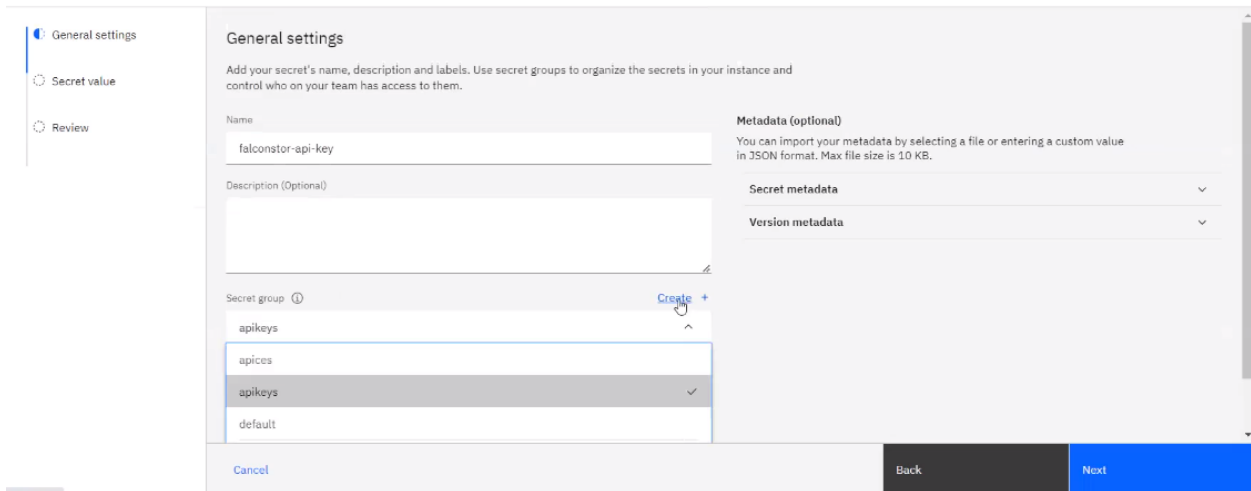 General settings
Secret value
Review
General settings
Add your secret's name, description and labels. Use secret groups to organize the secrets in your instance and
control who on your team has access to them.
Name
falconstor-api-key
Description (Optional)
Secret group
Create +
apikeys
apices
apikeys
default
Metadata (optional)
You can import your metadata by selecting a file or entering a custom value
in JSON format. Max file size is 10 KB.
Secret metadata
Version metadata
Cancel
Back
Next